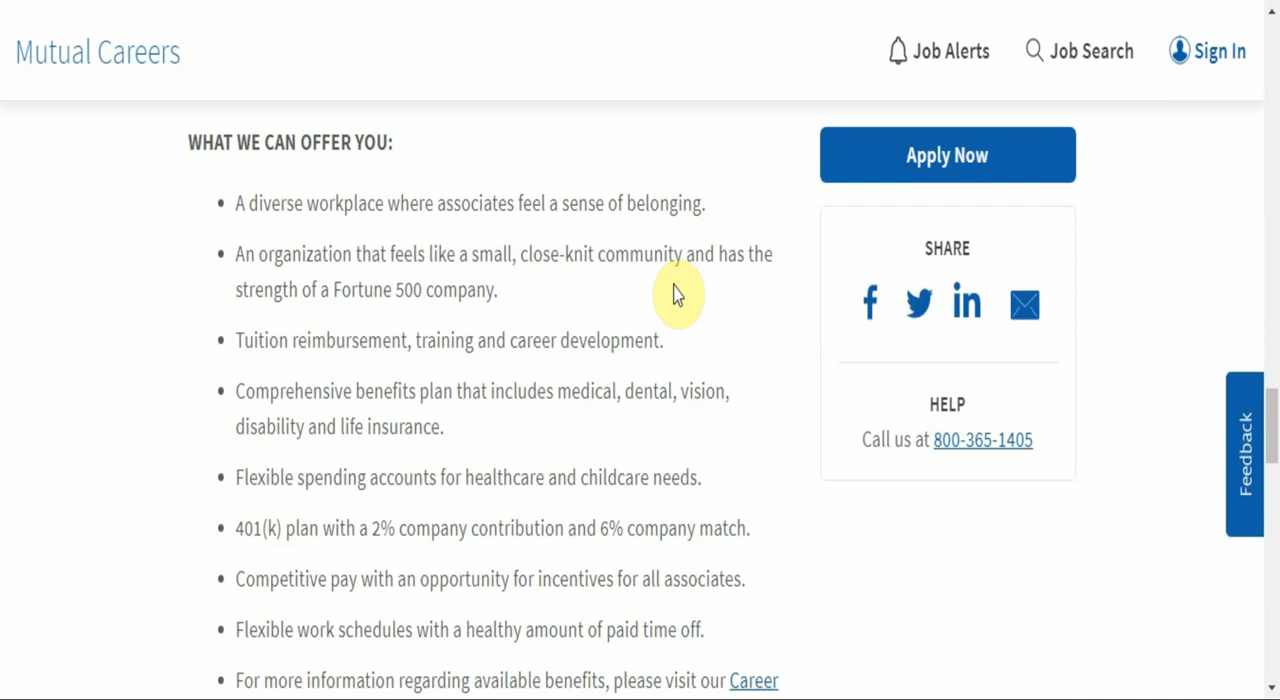 Mutual Careers
Job Alerts
Job Search
Sign In
WHAT WE CAN OFFER YOU:
• A diverse workplace where associates feel a sense of belonging.
• An organization that feels like a small, close-knit community and has the
strength of a Fortune 500 company.
• Tuition reimbursement, training and career development.
• Comprehensive benefits plan that includes medical, dental, vision,
disability and life insurance.
• Flexible spending accounts for healthcare and childcare needs.
• 401(k) plan with a 2% company contribution and 6% company match.
• Competitive pay with an opportunity for incentives for all associates.
• Flexible work schedules with a healthy amount of paid time off.
• For more information regarding available benefits, please visit our Career
Apply Now
SHARE
HELP
Call us at 800-365-1405
Feedback